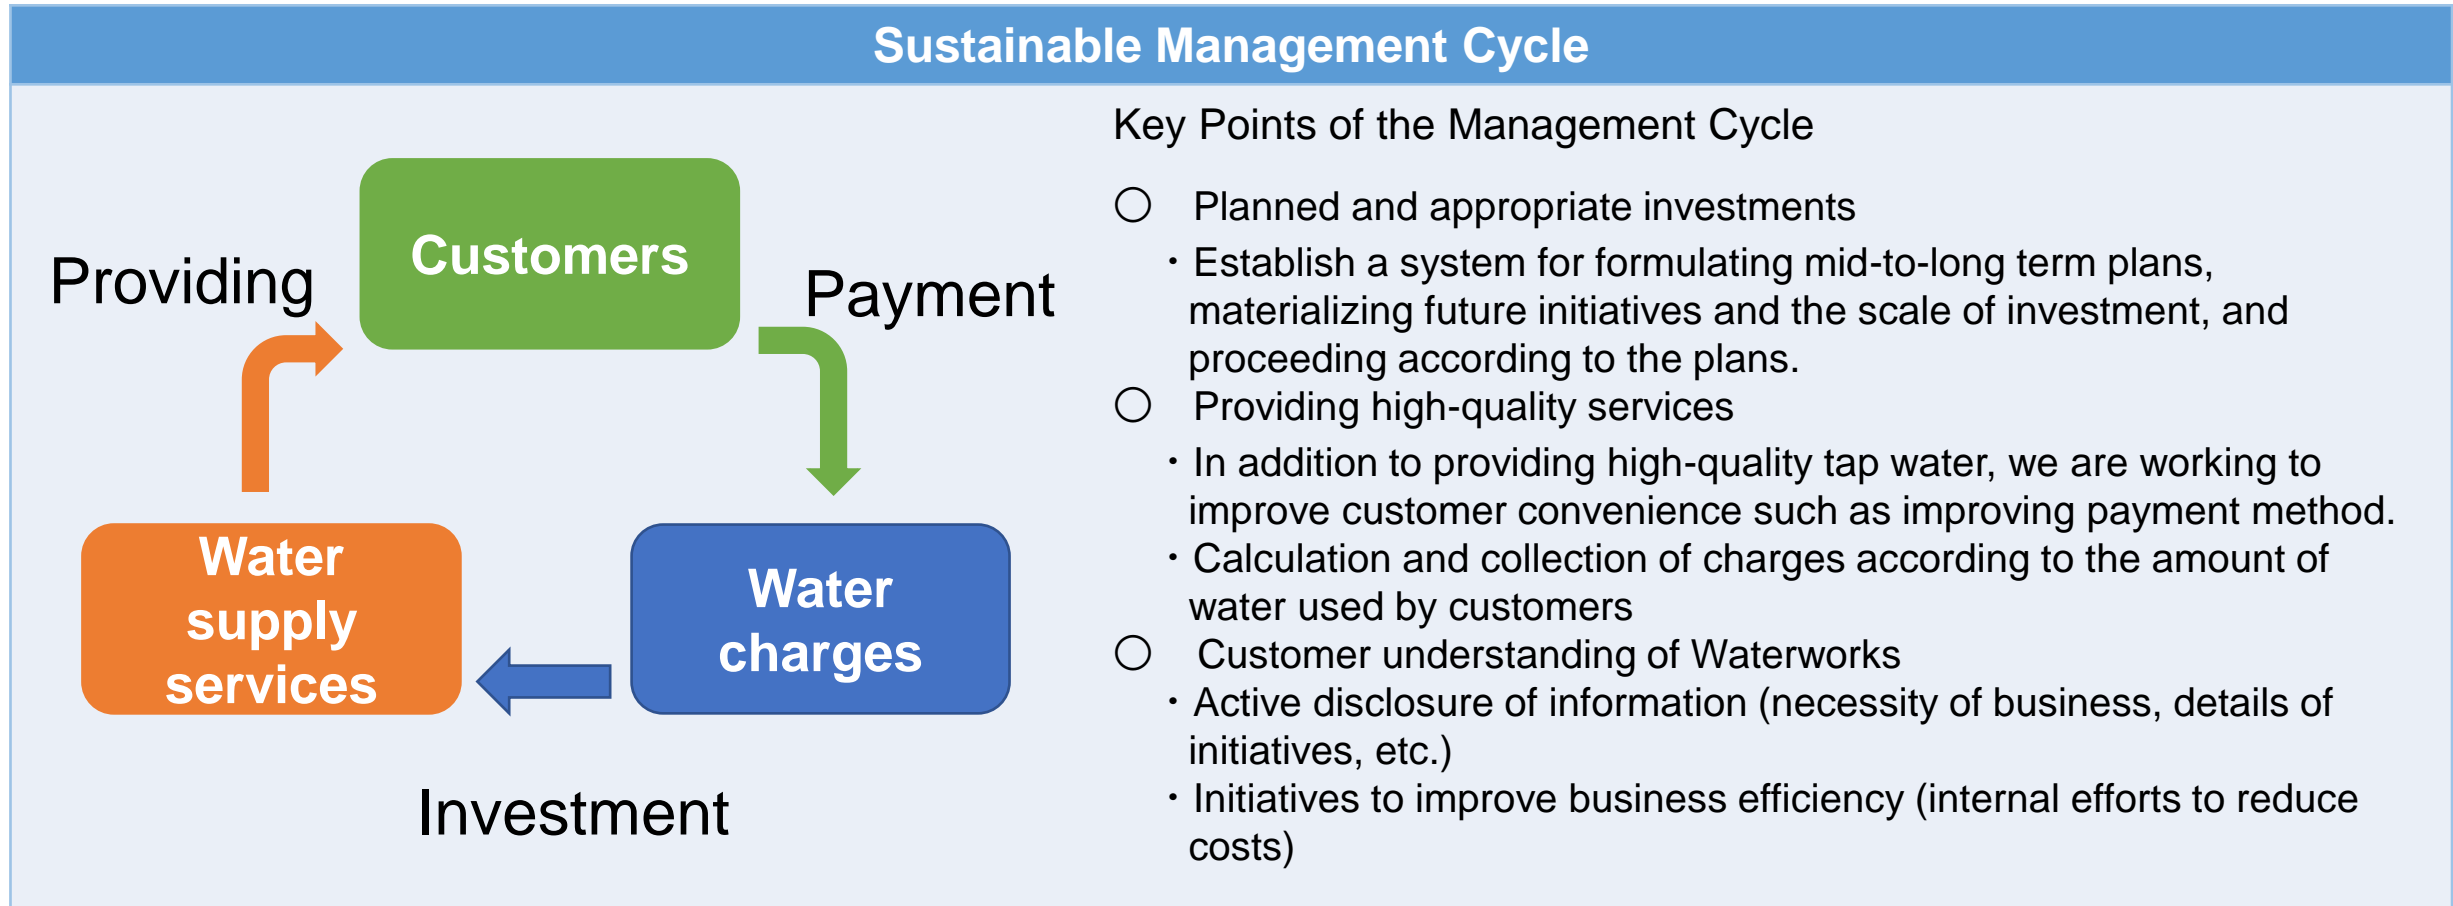 Sustainable Management Cycle
Customers
Providing
Payment
Water
supply
services
Water
charges
Investment
Key Points of the Management Cycle
○ Planned and appropriate investments
・Establish a system for formulating mid-to-long term plans,
materializing future initiatives and the scale of investment, and
proceeding according to the plans.
○ Providing high-quality services
・In addition to providing high-quality tap water, we are working to
improve customer convenience such as improving payment method.
・Calculation and collection of charges according to the amount of
water used by customers
○ Customer understanding of Waterworks
・Active disclosure of information (necessity of business, details of
initiatives, etc.)
・Initiatives to improve business efficiency (internal efforts to reduce
costs)